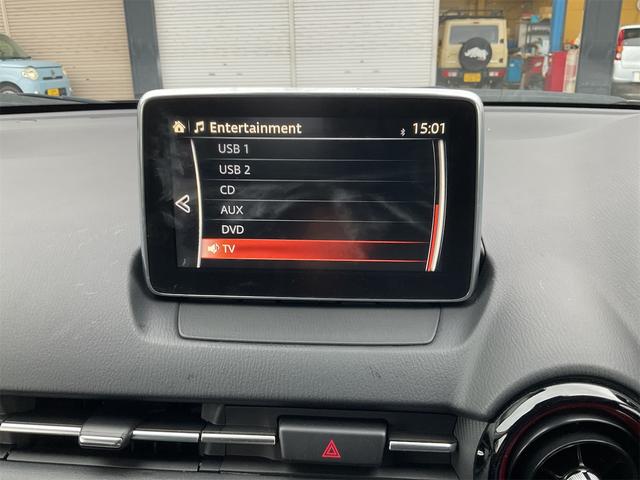 Entertainment 15:01
USB 1
USB 2
CD
AUX
DVD
TV